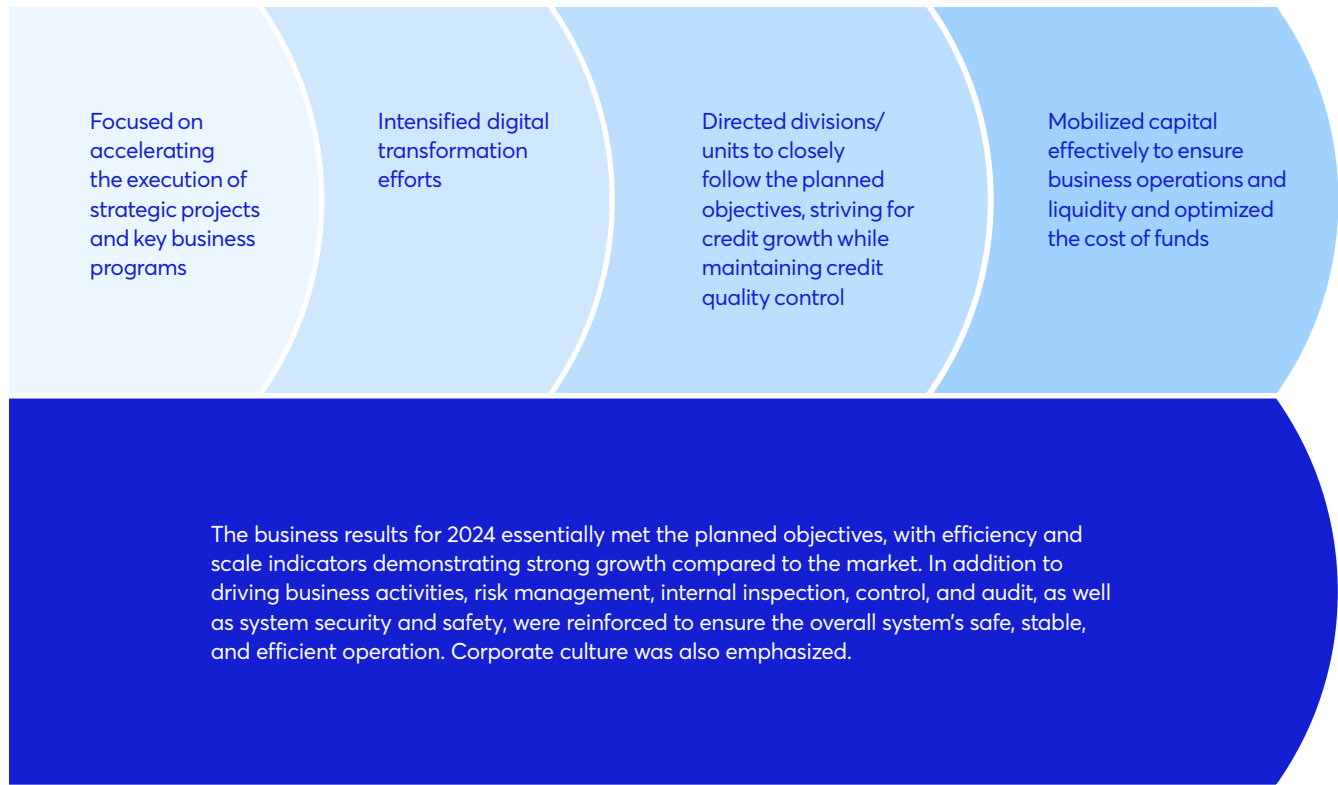 Focused on
accelerating
the execution of
strategic projects
and key business
programs
Intensified digital
transformation
efforts
Directed divisions/
units to closely
follow the planned
objectives, striving for
credit growth while
maintaining credit
quality control
Mobilized capital
effectively to ensure
business operations and
liquidity and optimized
the cost of funds
The business results for 2024 essentially met the planned objectives, with efficiency and
scale indicators demonstrating strong growth compared to the market. In addition to
driving business activities, risk management, internal inspection, control, and audit, as well
as system security and safety, were reinforced to ensure the overall system's safe, stable,
and efficient operation. Corporate culture was also emphasized.